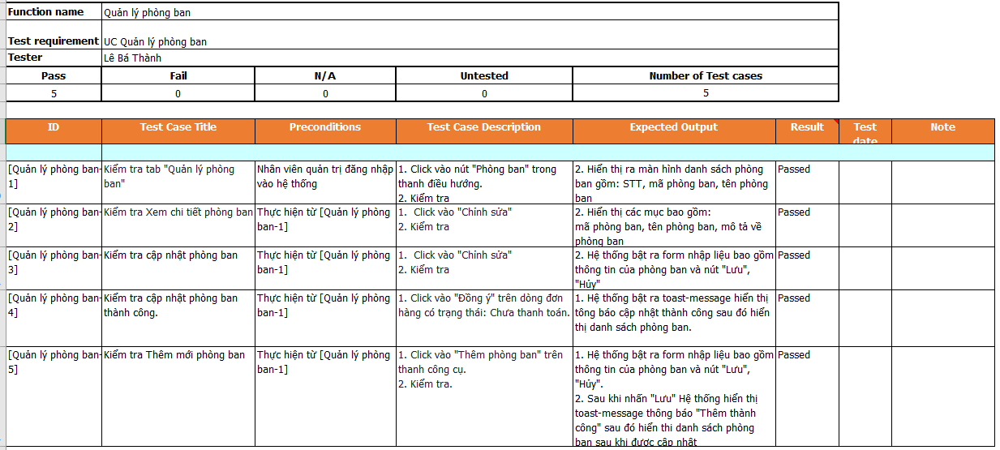 Function name Quản lý phòng ban
Test requirement UC Quản lý phòng ban
Tester Lê Bá Thành
Pass Fail N/A Untested Number of Test cases
5 0 0 0 5
ID Test Case Title Preconditions Test Case Description Expected Output Result Test date Note
[Quản lý phòng ban-
1]
Kiểm tra tab "Quản lý phòng
ban"
Nhân viên quản trị đăng nhập
vào hệ thống
1. Click vào nút "Phòng ban" trong
thanh điều hướng.
2. Kiểm tra
2. Hiển thị ra màn hình danh sách phòng
ban gồm: STT, mã phòng ban, tên phòng
ban
Passed
[Quản lý phòng ban-
2]
Kiểm tra Xem chi tiết phòng ban
Thực hiện từ [Quản lý phòng
ban-1]
1. Click vào "Chỉnh sửa"
2. Kiểm tra
2. Hiển thị các mục bao gồm:
mã phòng ban, tên phòng ban, mô tả về
phòng ban
Passed
[Quản lý phòng ban-
3]
Kiểm tra cập nhật phòng ban
Thực hiện từ [Quản lý phòng
ban-1]
1. Click vào "Chỉnh sửa"
2. Kiểm tra
2. Hệ thống bật ra form nhập liệu bao gồm
thông tin của phòng ban và nút "Lưu",
"Hủy"
Passed
[Quản lý phòng ban-
4]
Kiểm tra cập nhật phòng ban
thành công.
Thực hiện từ [Quản lý phòng
ban-1]
1. Click vào "Đồng ý" trên dòng đơn
hàng có trạng thái: Chưa thanh toán.
1. Hệ thống bật ra toast-message hiển thị
tông báo cập nhật thành công sau đó hiển
thị danh sách phòng ban.
Passed
[Quản lý phòng ban-
5]
Kiểm tra Thêm mới phòng ban
Thực hiện từ [Quản lý phòng
ban-1]
1. Click vào "Thêm phòng ban" trên
thanh công cụ.
2. Kiểm tra.
1. Hệ thống bật ra form nhập liệu bao gồm
thông tin của phòng ban và nút "Lưu",
"Hủy".
2. Sau khi nhấn "Lưu" Hệ thống hiển thị
toast-message thông báo "Thêm thành
công" sau đó hiển thi danh sách phòng
ban sau khi được cập nhật
Passed